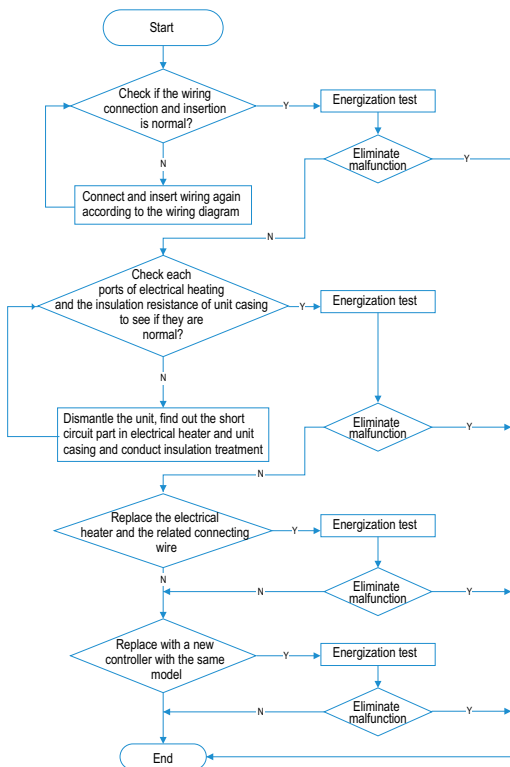 Start
Check if the wiring
connection and insertion
is normal?
Y
Energization test
N
Eliminate
malfunction
Y
Connect and insert wiring again
according to the wiring diagram
N
Check each
ports of electrical heating
and the insulation resistance of unit casing
to see if they are
normal?
Y
Energization test
N
Dismantle the unit, find out the short
circuit part in electrical heater and unit
casing and conduct insulation treatment
Eliminate
malfunction
Y
N
Replace the electrical
heater and the related connecting
wire
Y
Energization test
N
N
Eliminate
malfunction
Y
Replace with a new
controller with the same
model
Y
Energization test
N
Eliminate
malfunction
Y
End